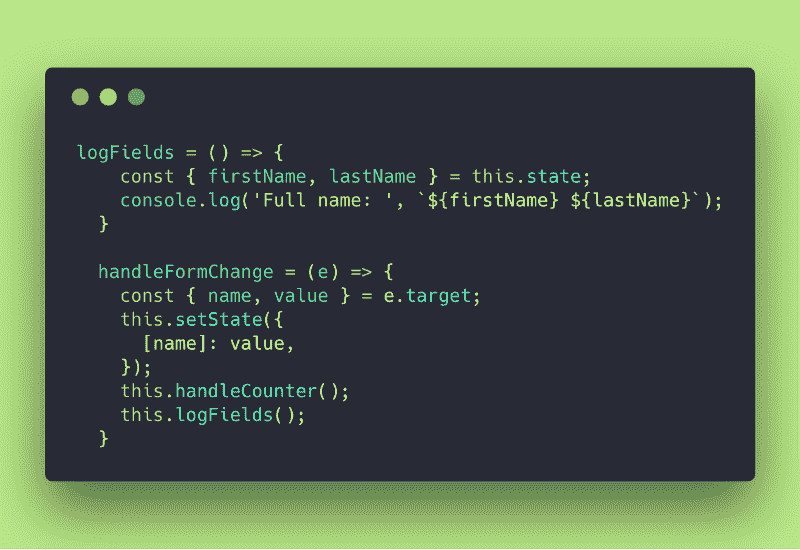 logFields = () => {
    const { firstName, lastName } = this.state;
    console.log('Full name: ', `${firstName} ${lastName}`);
  }

  handleFormChange = (e) => {
    const { name, value } = e.target;
    this.setState({
      [name]: value,
    });
    this.handleCounter();
    this.logFields();
  }